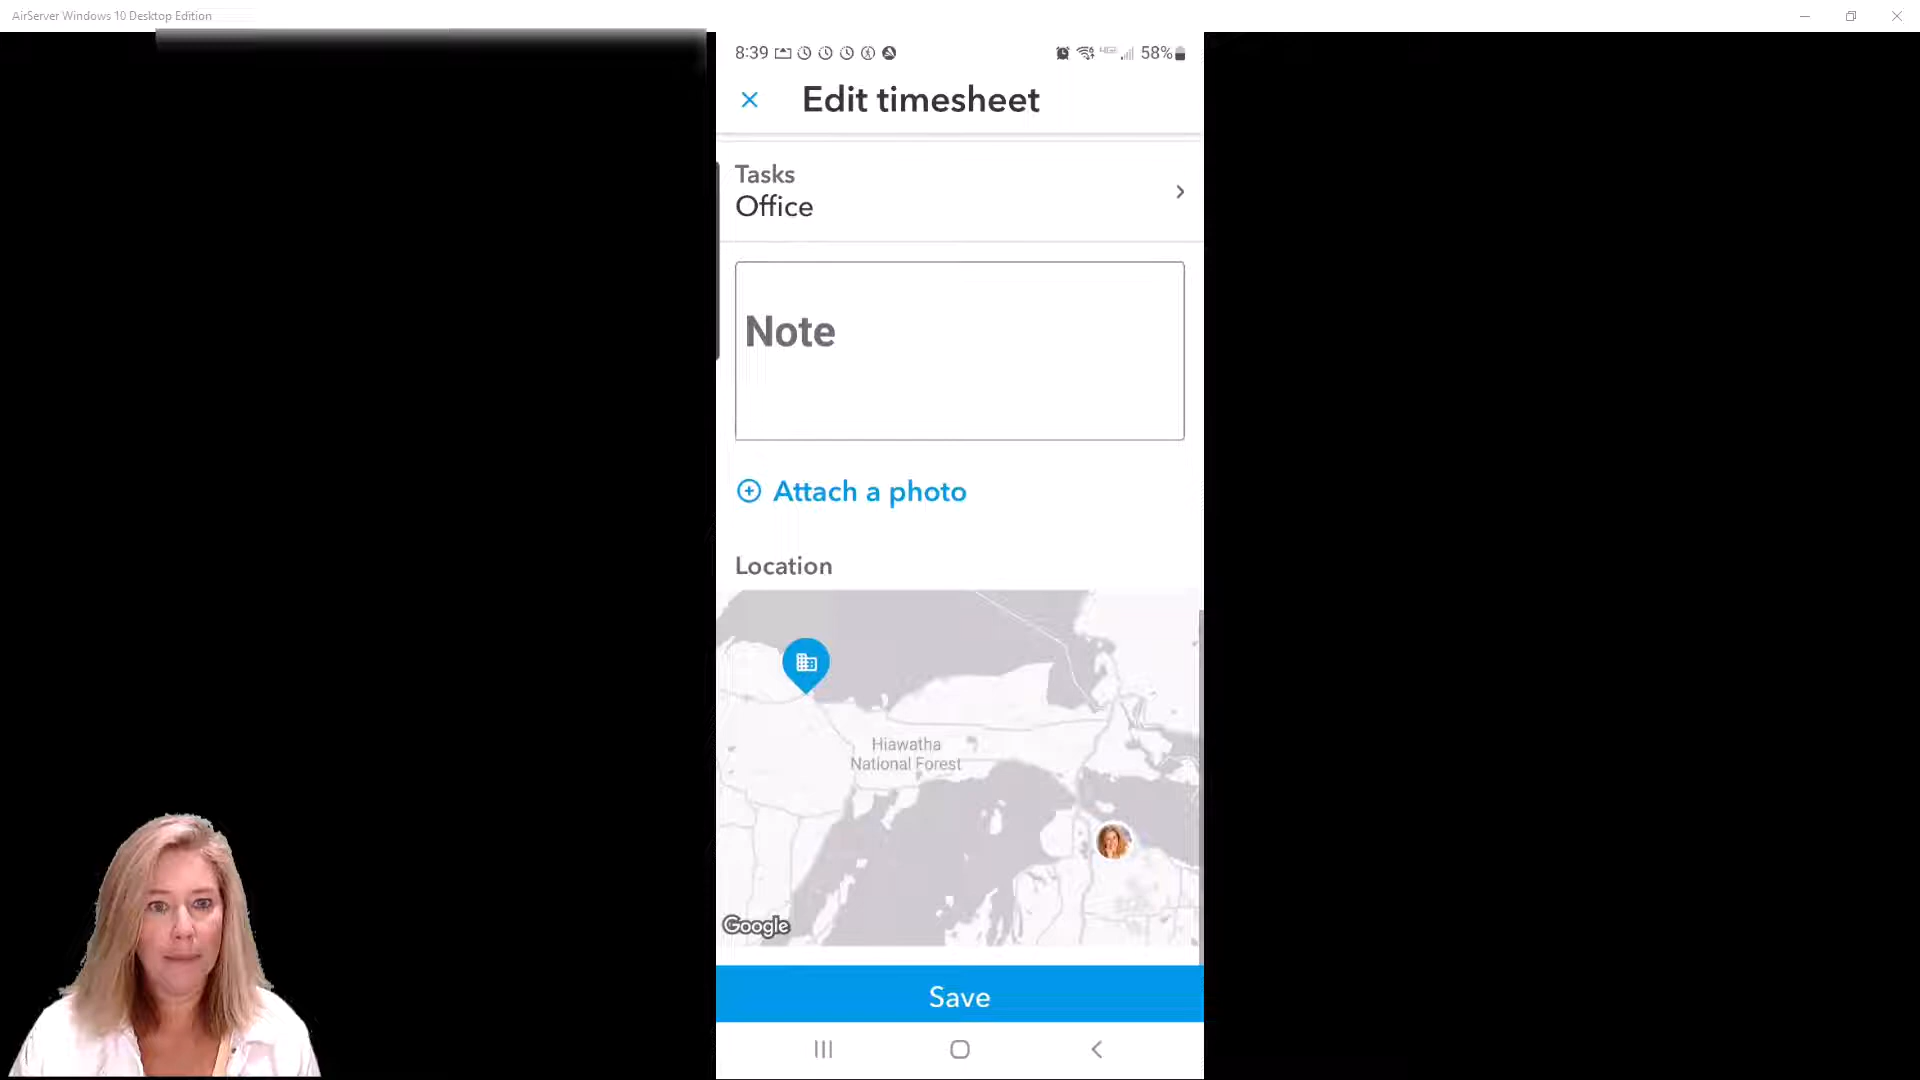 AirServer Windows 10 Desktop Edition
8:39
58%
Edit timesheet
Tasks
Office
Note
Attach a photo
Location
Hiawatha
National Forest
Google
Save